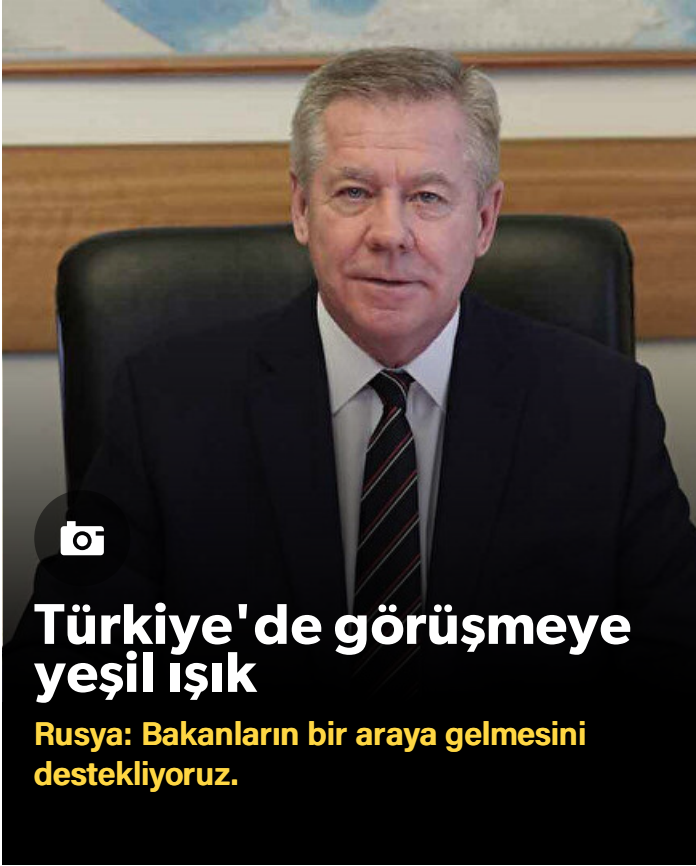 Türkiye'de görüşmeye
yeşil ışık
Rusya: Bakanların bir araya gelmesini
destekliyoruz.